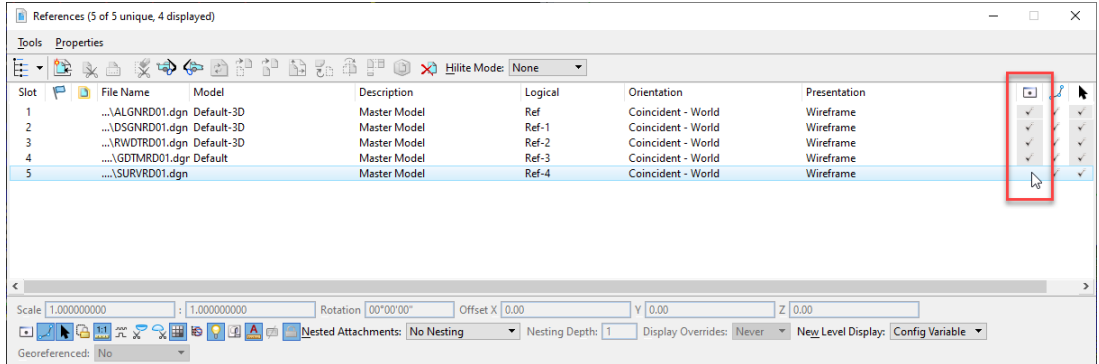 References (5 of 5 unique, 4 displayed)
Tools Properties
Hilite Mode: None
Slot File Name Model Description Logical Orientation Presentation
1 ...\ALGNRD01.dgn Default-3D Master Model Ref Coincident - World Wireframe
2 ...\DSGNRD01.dgn Default-3D Master Model Ref-1 Coincident - World Wireframe
3 ...\RWDTRD01.dgn Default-3D Master Model Ref-2 Coincident - World Wireframe
4 ....\GDTMRD01.dgr Default Master Model Ref-3 Coincident - World Wireframe
5 ....\SURVRD01.dgn Master Model Ref-4 Coincident - World Wireframe
Scale 1.000000000 : 1.000000000 Rotation 00°00'00" Offset X 0.00 Y 0.00 Z 0.00
1:1 A Nested Attachments: No Nesting Nesting Depth: 1 Display Overrides: Never New Level Display: Config Variable
Georeferenced: No